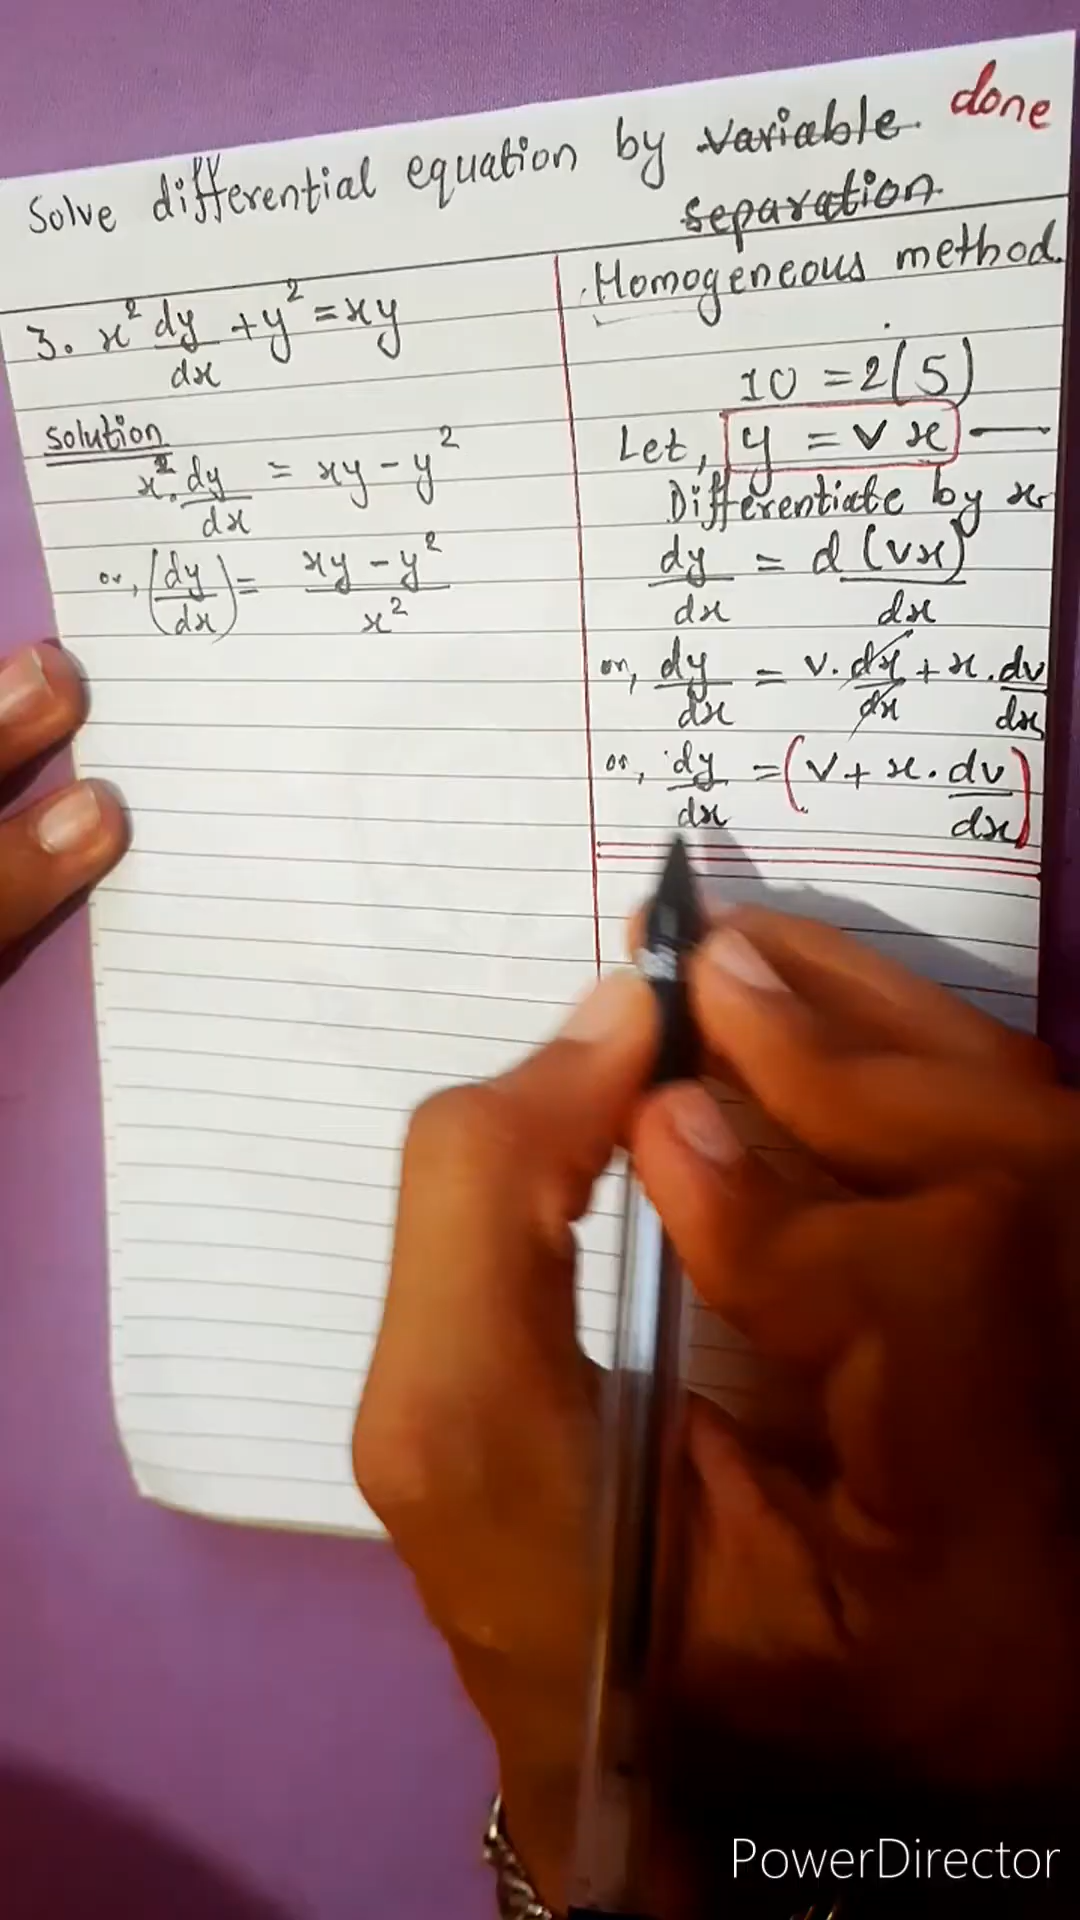 Solve differential equation by variable done
separation
Homogeneous method.
3. x² dy/dx + y² = xy
solution
x². dy/dx = xy - y²
or, (dy/dx) = xy - y² / x²
10 = 2(5)
Let, y = vx —
Differentiate by x
dy/dx = d(vx)/dx
or, dy/dx = v. dx/dx + x. dv/dx
or, dy/dx = (v + x. dv/dx)
PowerDirector